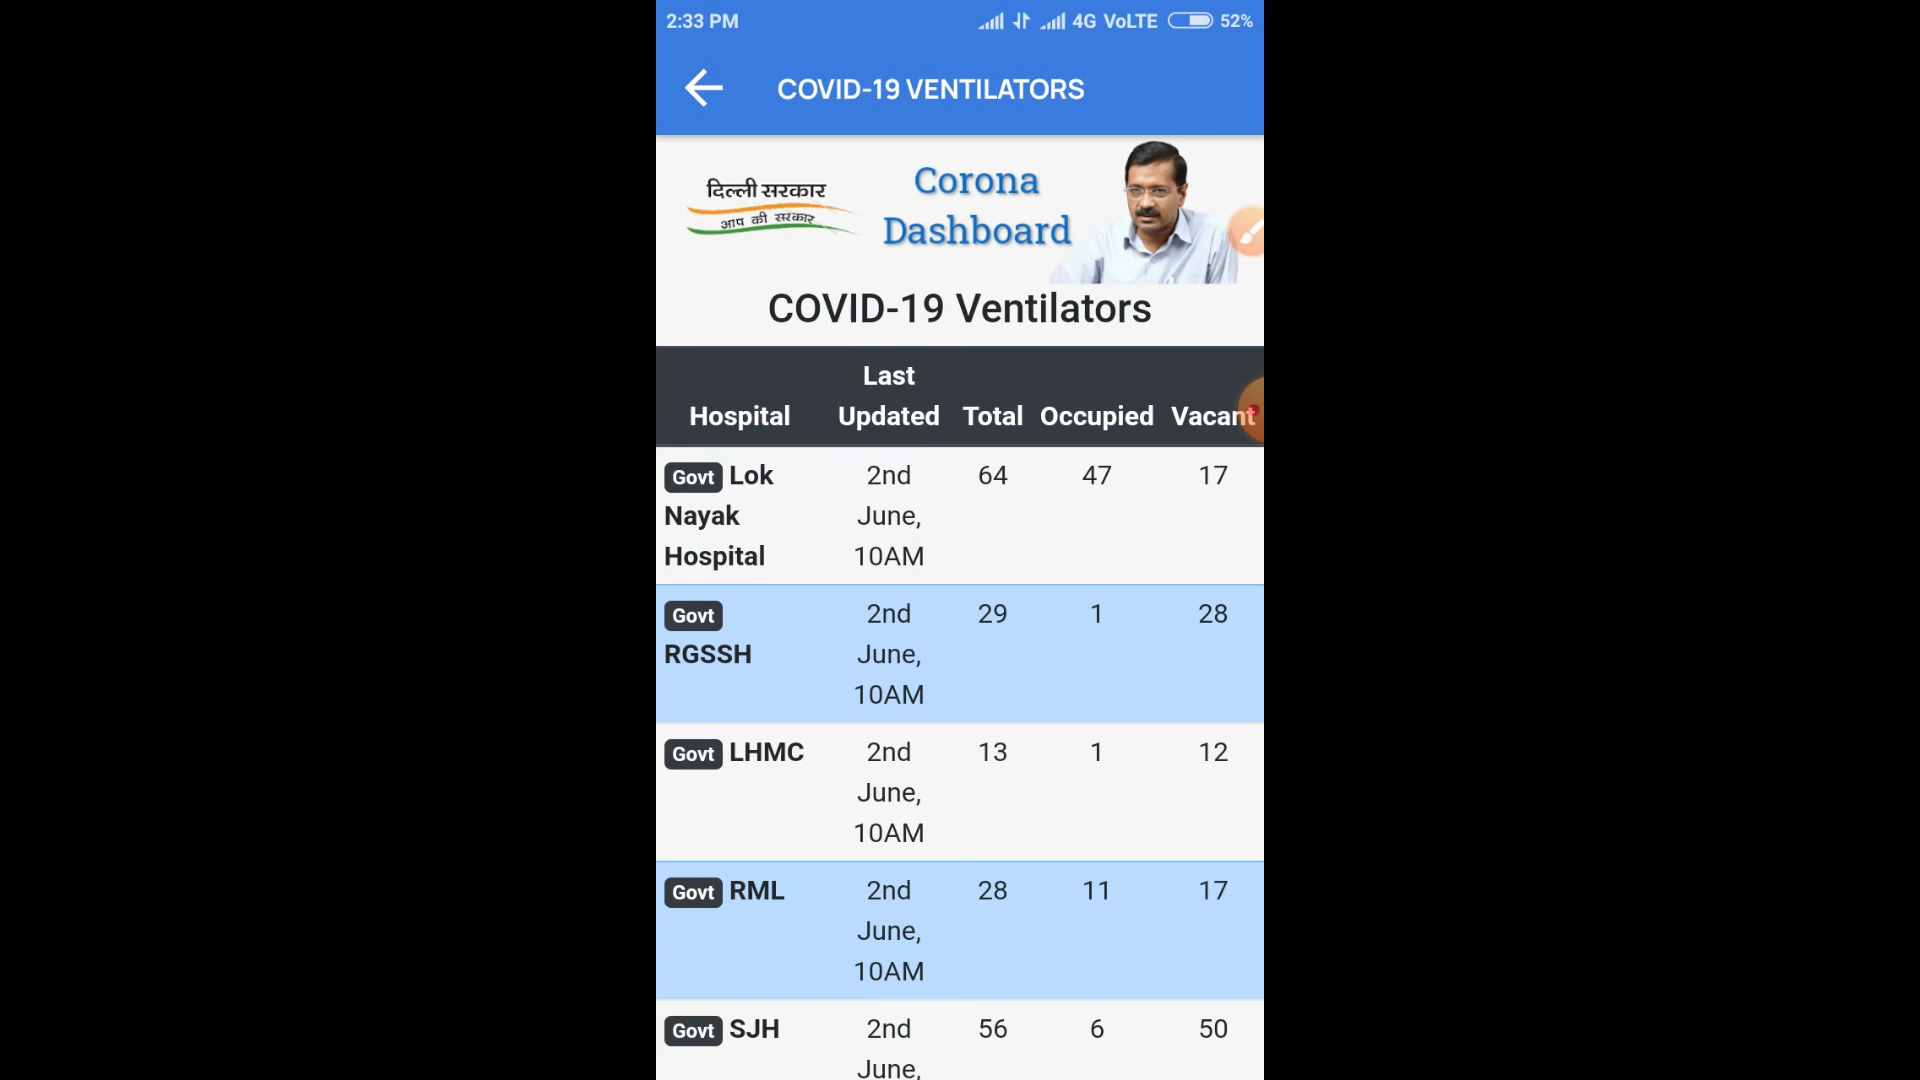 2:33 PM 4G VoLTE 52%
COVID-19 VENTILATORS
दिल्ली सरकार
आप की सरकार
Corona
Dashboard
COVID-19 Ventilators
Last
Hospital Updated Total Occupied Vacant
Govt Lok 2nd 64 47 17
Nayak June,
Hospital 10AM
Govt 2nd 29 1 28
RGSSH June,
10AM
Govt LHMC 2nd 13 1 12
June,
10AM
Govt RML 2nd 28 11 17
June,
10AM
Govt SJH 2nd 56 6 50
June,